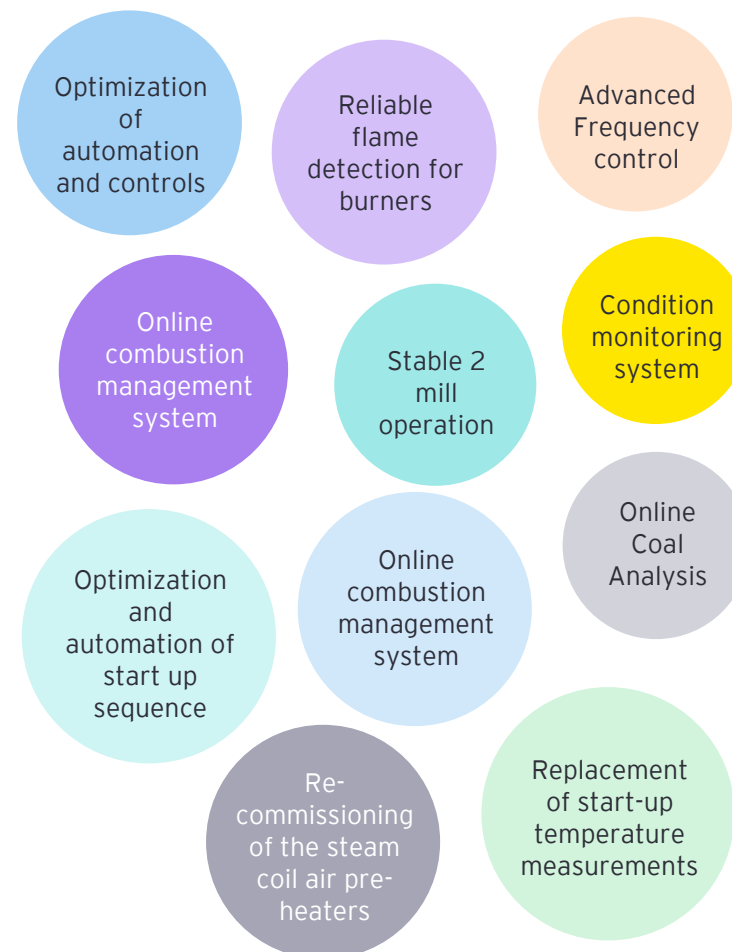 Optimization
of
automation
and controls
Reliable
flame
detection for
burners
Advanced
Frequency
control
Online
combustion
management
system
Stable 2
mill
operation
Condition
monitoring
system
Optimization
and
automation of
start up
sequence
Online
combustion
management
system
Online
Coal
Analysis
Re-
commissioning
of the steam
coil air pre-
heaters
Replacement
of start-up
temperature
measurements